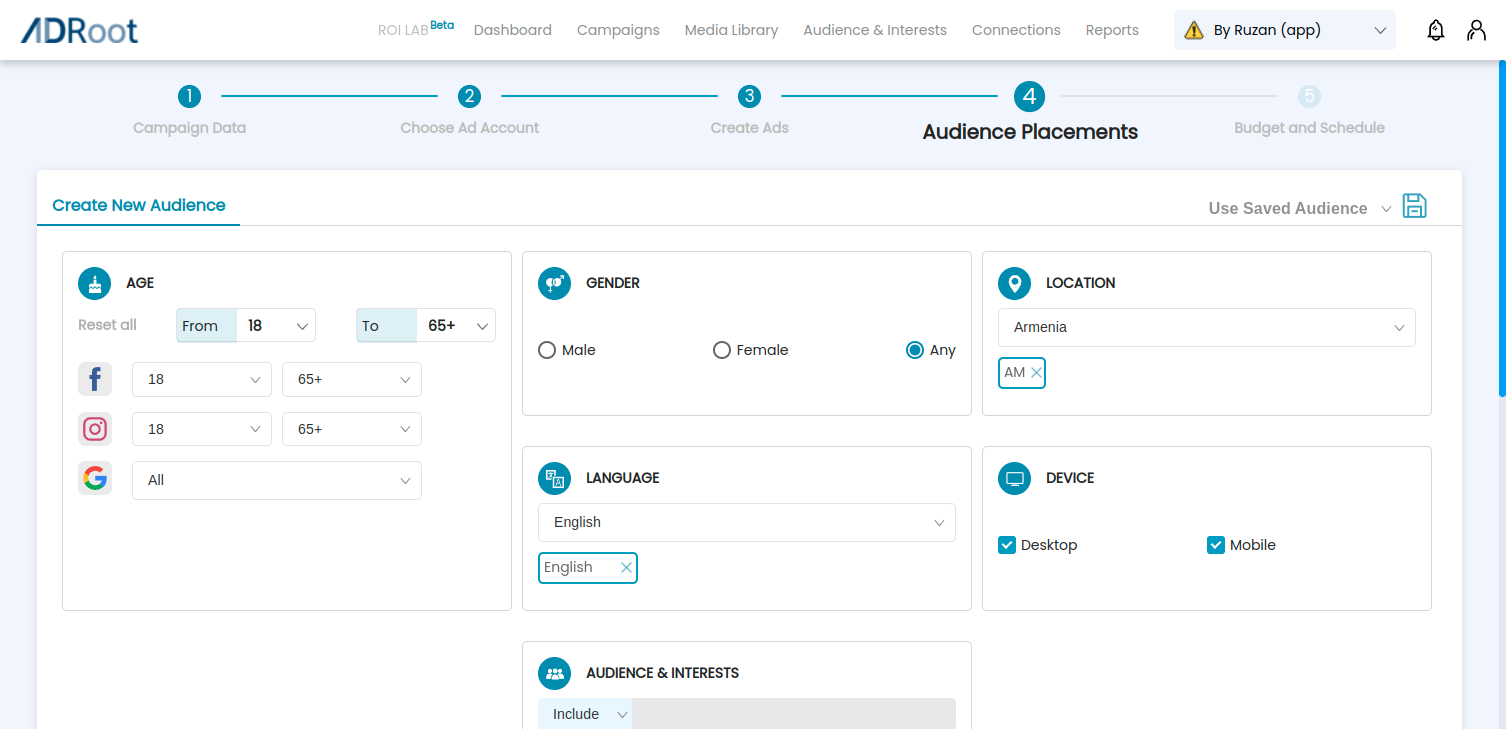 ADRoot
ROI LAB Beta Dashboard Campaigns Media Library Audience & Interests Connections Reports By Ruzan (app)
1 2 3 4 5
Campaign Data Choose Ad Account Create Ads Audience Placements Budget and Schedule
Create New Audience Use Saved Audience
AGE
Reset all From 18 To 65+
18 65+
18 65+
All
GENDER
Male Female Any
LOCATION
Armenia
AM
LANGUAGE
English
English
DEVICE
Desktop Mobile
AUDIENCE & INTERESTS
Include